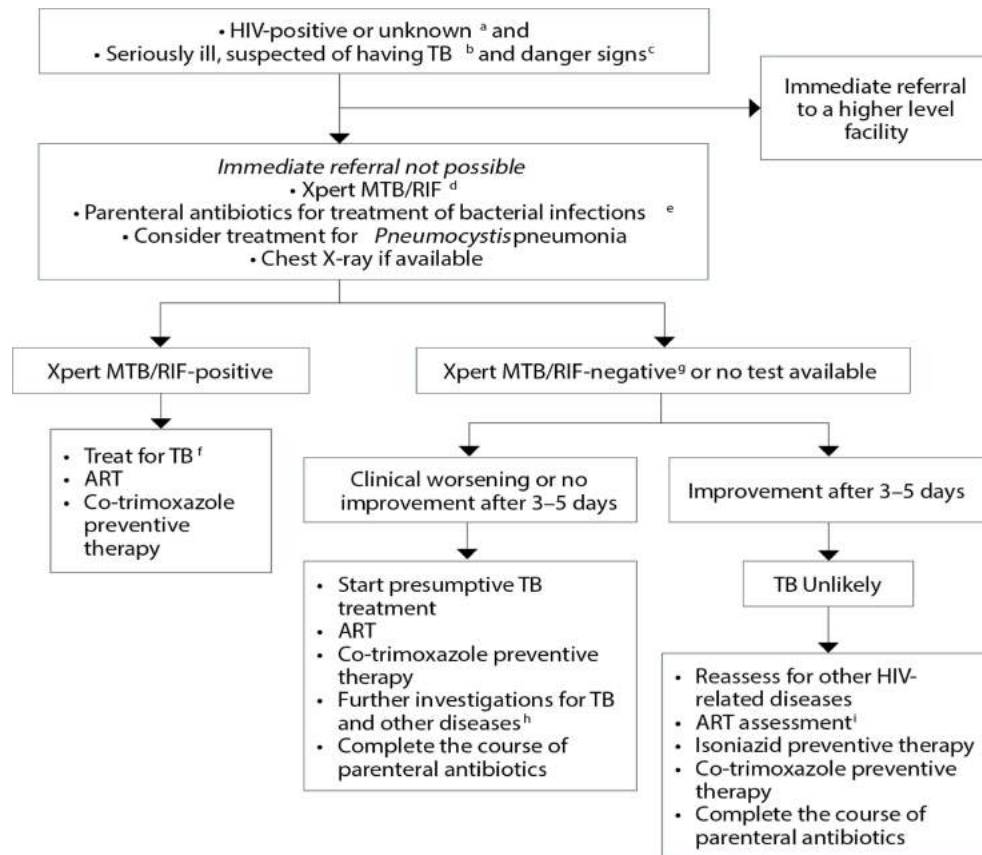 • HIV-positive or unknown a and
• Seriously ill, suspected of having TB b and danger signsc
Immediate referral
to a higher level
facility
Immediate referral not possible
• Xpert MTB/RIF d
• Parenteral antibiotics for treatment of bacterial infections e
• Consider treatment for Pneumocystispneumonia
• Chest X-ray if available
Xpert MTB/RIF-positive
Xpert MTB/RIF-negativeg or no test available
• Treat for TB f
• ART
• Co-trimoxazole
preventive
therapy
Clinical worsening or no
improvement after 3–5 days
Improvement after 3–5 days
• Start presumptive TB
treatment
• ART
• Co-trimoxazole preventive
therapy
• Further investigations for TB
and other diseasesh
• Complete the course of
parenteral antibiotics
TB Unlikely
• Reassess for other HIV-
related diseases
• ART assessmenti
• Isoniazid preventive therapy
• Co-trimoxazole preventive
therapy
• Complete the course of
parenteral antibiotics